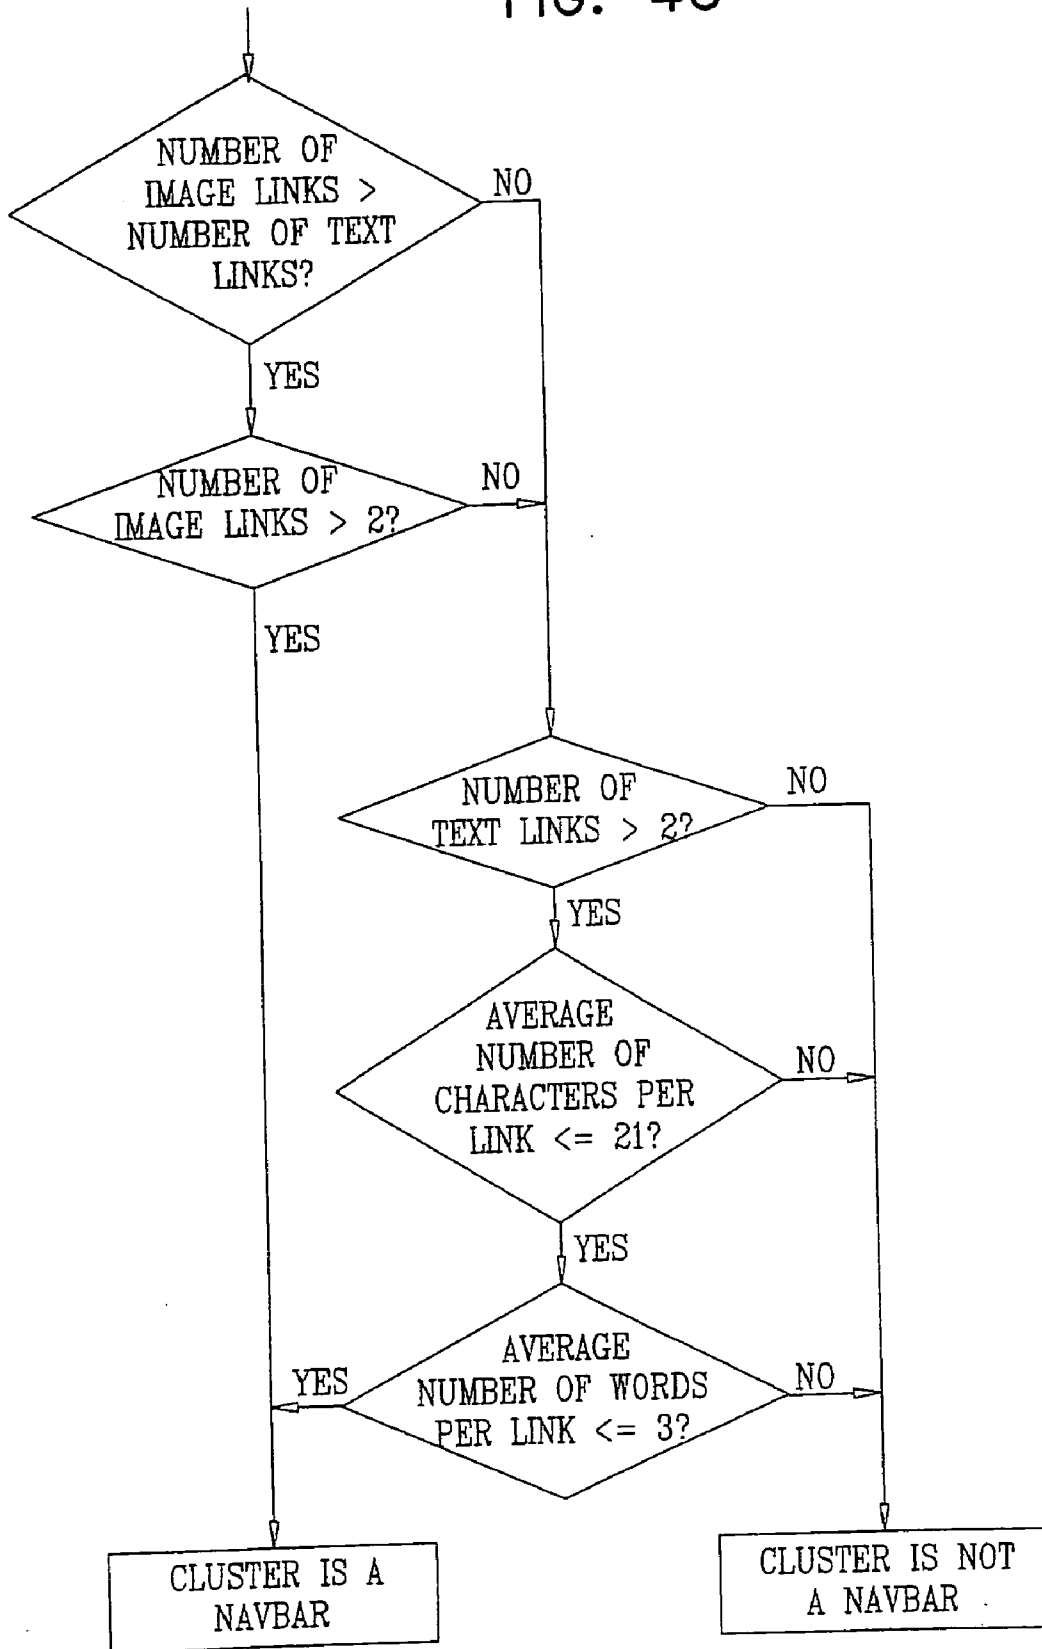 NUMBER OF
IMAGE LINKS >
NUMBER OF TEXT
LINKS?
NO
YES
NUMBER OF
IMAGE LINKS > 2?
NO
YES
NUMBER OF
TEXT LINKS > 2?
NO
YES
AVERAGE
NUMBER OF
CHARACTERS PER
LINK <= 21?
NO
YES
AVERAGE
NUMBER OF WORDS
PER LINK <= 3?
YES
NO
CLUSTER IS A
NAVBAR
CLUSTER IS NOT
A NAVBAR